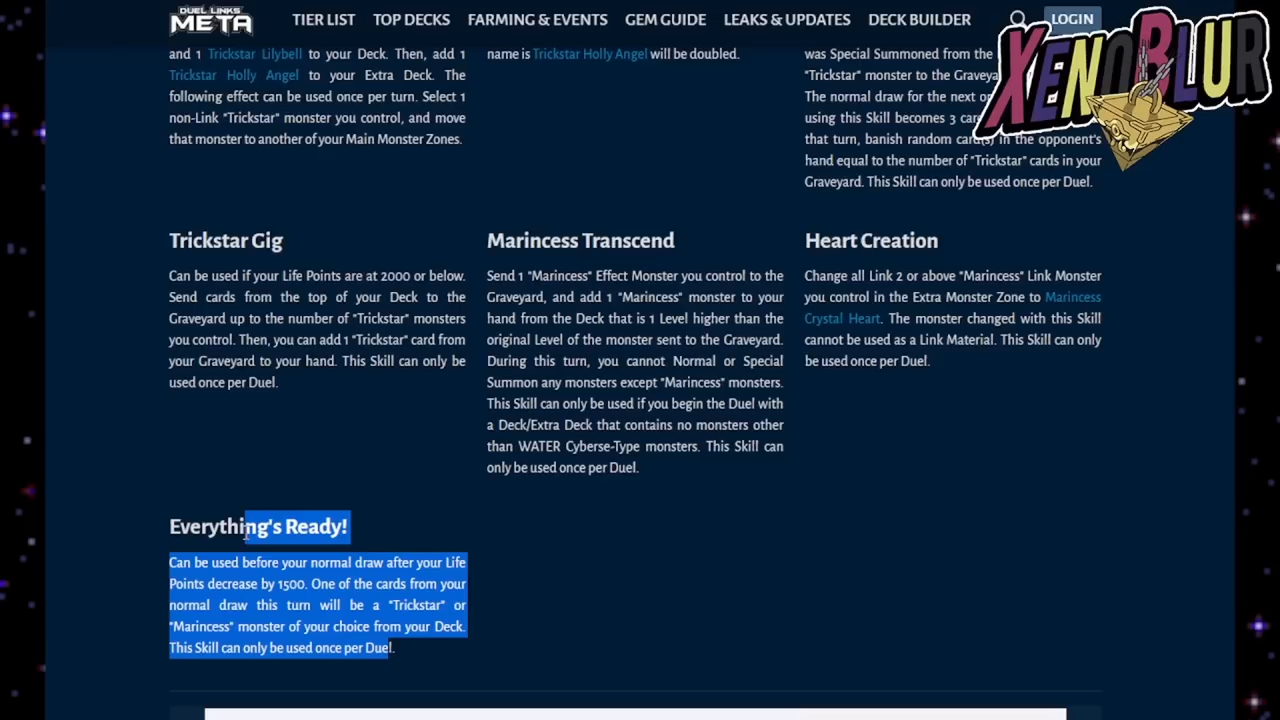 DUEL LINKS
META
TIER LIST
TOP DECKS
FARMING & EVENTS
GEM GUIDE
LEAKS & UPDATES
DECK BUILDER
LOGIN
XENOBLUR
and 1 Trickstar Lilybell to your Deck. Then, add 1
Trickstar Holly Angel to your Extra Deck. The
following effect can be used once per turn. Select 1
non-Link "Trickstar" monster you control, and move
that monster to another of your Main Monster Zones.
name is Trickstar Holly Angel will be doubled.
was Special Summoned from the
"Trickstar" monster to the
The normal draw for the next
using this Skill becomes 3
that turn, banish random card(s) in the opponent's
hand equal to the number of "Trickstar" cards in your
Graveyard. This Skill can only be used once per Duel.
Trickstar Gig
Can be used if your Life Points are at 2000 or below.
Send cards from the top of your Deck to the
Graveyard up to the number of "Trickstar" monsters
you control. Then, you can add 1 "Trickstar" card from
your Graveyard to your hand. This Skill can only be
used once per Duel.
Marincess Transcend
Send 1 "Marincess" Effect Monster you control to the
Graveyard, and add 1 "Marincess" monster to your
hand from the Deck that is 1 Level higher than the
original Level of the monster sent to the Graveyard.
During this turn, you cannot Normal or Special
Summon any monsters except "Marincess" monsters.
This Skill can only be used if you begin the Duel with
a Deck/Extra Deck that contains no monsters other
than WATER Cyberse-Type monsters. This Skill can
only be used once per Duel.
Heart Creation
Change all Link 2 or above "Marincess" Link Monster
you control in the Extra Monster Zone to Marincess
Crystal Heart. The monster changed with this Skill
cannot be used as a Link Material. This Skill can only
be used once per Duel.
Everything's Ready!
Can be used before your normal draw after your Life
Points decrease by 1500. One of the cards from your
normal draw this turn will be a "Trickstar" or
"Marincess" monster of your choice from your Deck.
This Skill can only be used once per Duel.